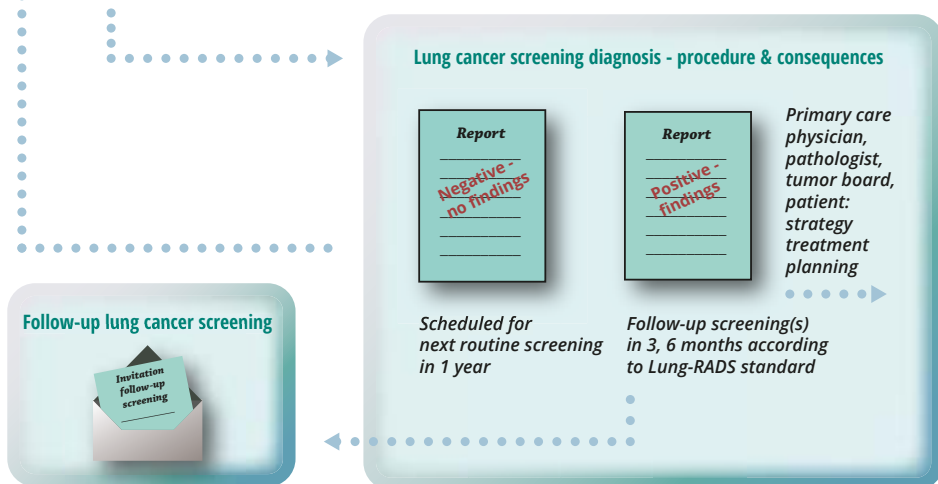 Lung cancer screening diagnosis - procedure & consequences
Report
Negative -
no findings
Scheduled for
next routine screening
in 1 year
Report
Positive -
findings
Follow-up screening(s)
in 3, 6 months according
to Lung-RADS standard
Primary care
physician,
pathologist,
tumor board,
patient:
strategy
treatment
planning
Follow-up lung cancer screening
Invitation
follow-up
screening